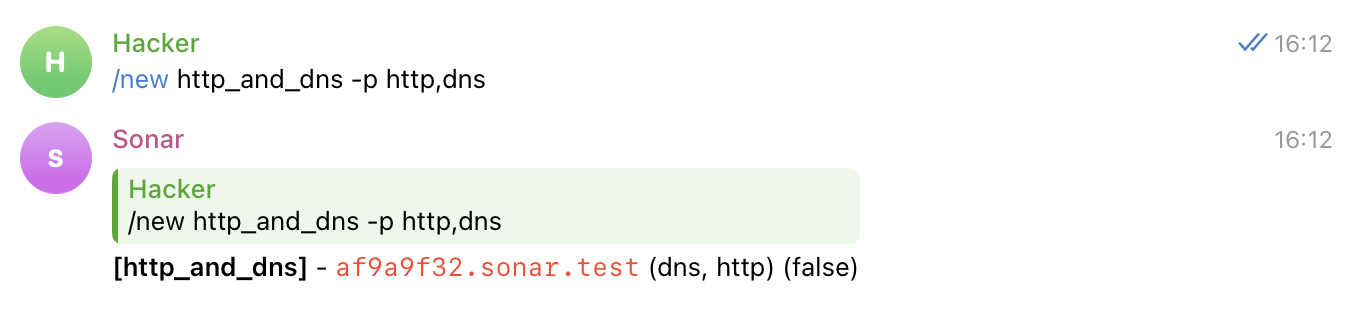 H
Hacker
16:12
/new http_and_dns -p http,dns
S
Sonar
16:12
Hacker
/new http_and_dns -p http,dns
[http_and_dns] - af9a9f32.sonar.test (dns, http) (false)